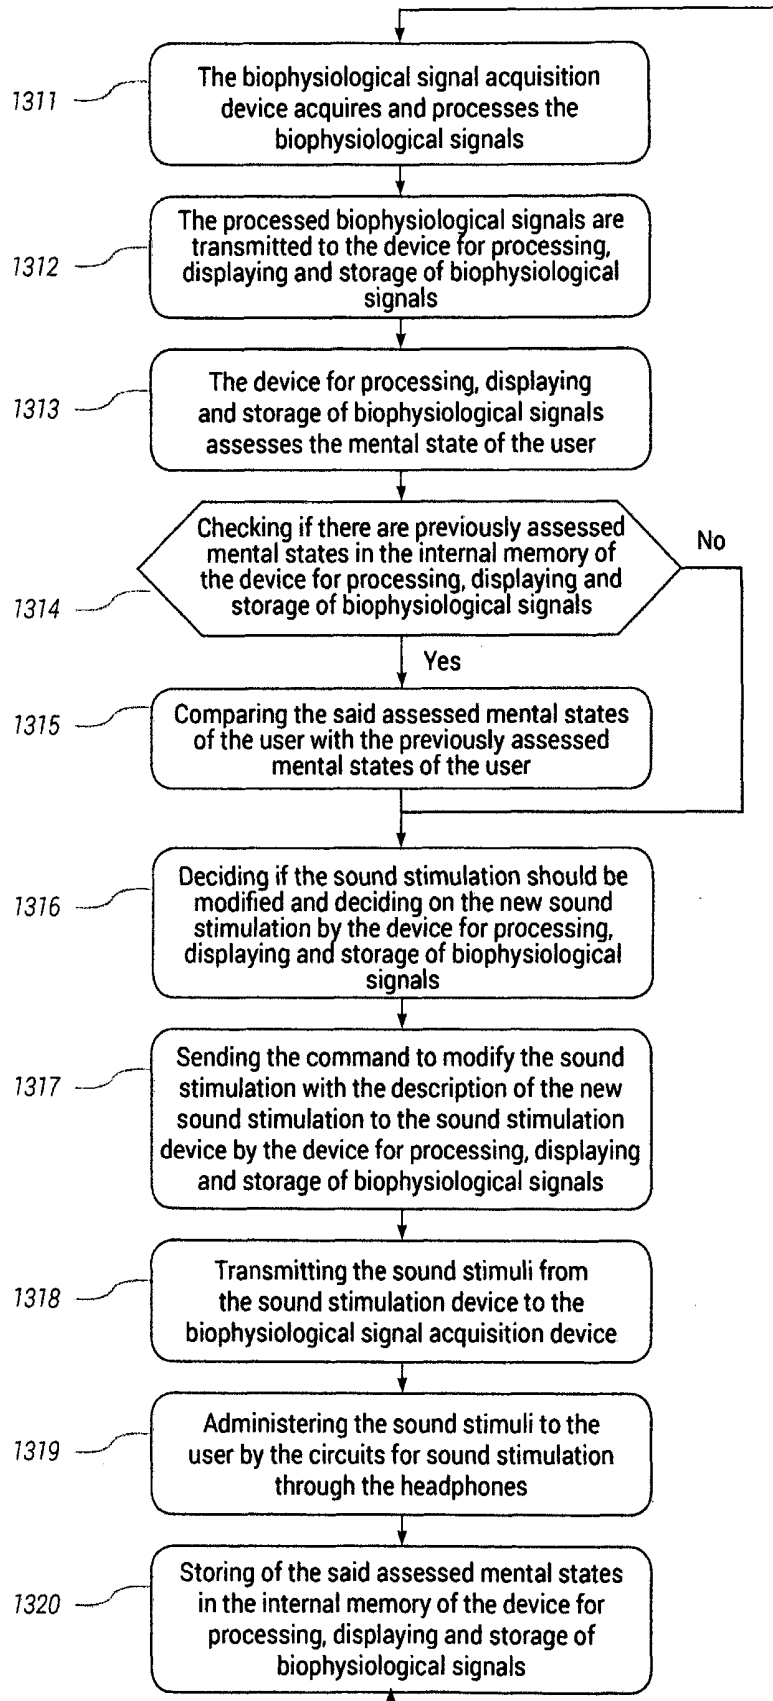 1311
The biophysiological signal acquisition
device acquires and processes the
biophysiological signals
1312
The processed biophysiological signals are
transmitted to the device for processing,
displaying and storage of biophysiological
signals
1313
The device for processing, displaying
and storage of biophysiological signals
assesses the mental state of the user
1314
Checking if there are previously assessed
mental states in the internal memory of
the device for processing, displaying and
storage of biophysiological signals
No
Yes
1315
Comparing the said assessed mental states
of the user with the previously assessed
mental states of the user
1316
Deciding if the sound stimulation should be
modified and deciding on the new sound
stimulation by the device for processing,
displaying and storage of biophysiological
signals
1317
Sending the command to modify the sound
stimulation with the description of the new
sound stimulation to the sound stimulation
device by the device for processing, displaying
and storage of biophysiological signals
1318
Transmitting the sound stimuli from
the sound stimulation device to the
biophysiological signal acquisition device
1319
Administering the sound stimuli to the
user by the circuits for sound stimulation
through the headphones
1320
Storing of the said assessed mental states
in the internal memory of the device for
processing, displaying and storage of
biophysiological signals